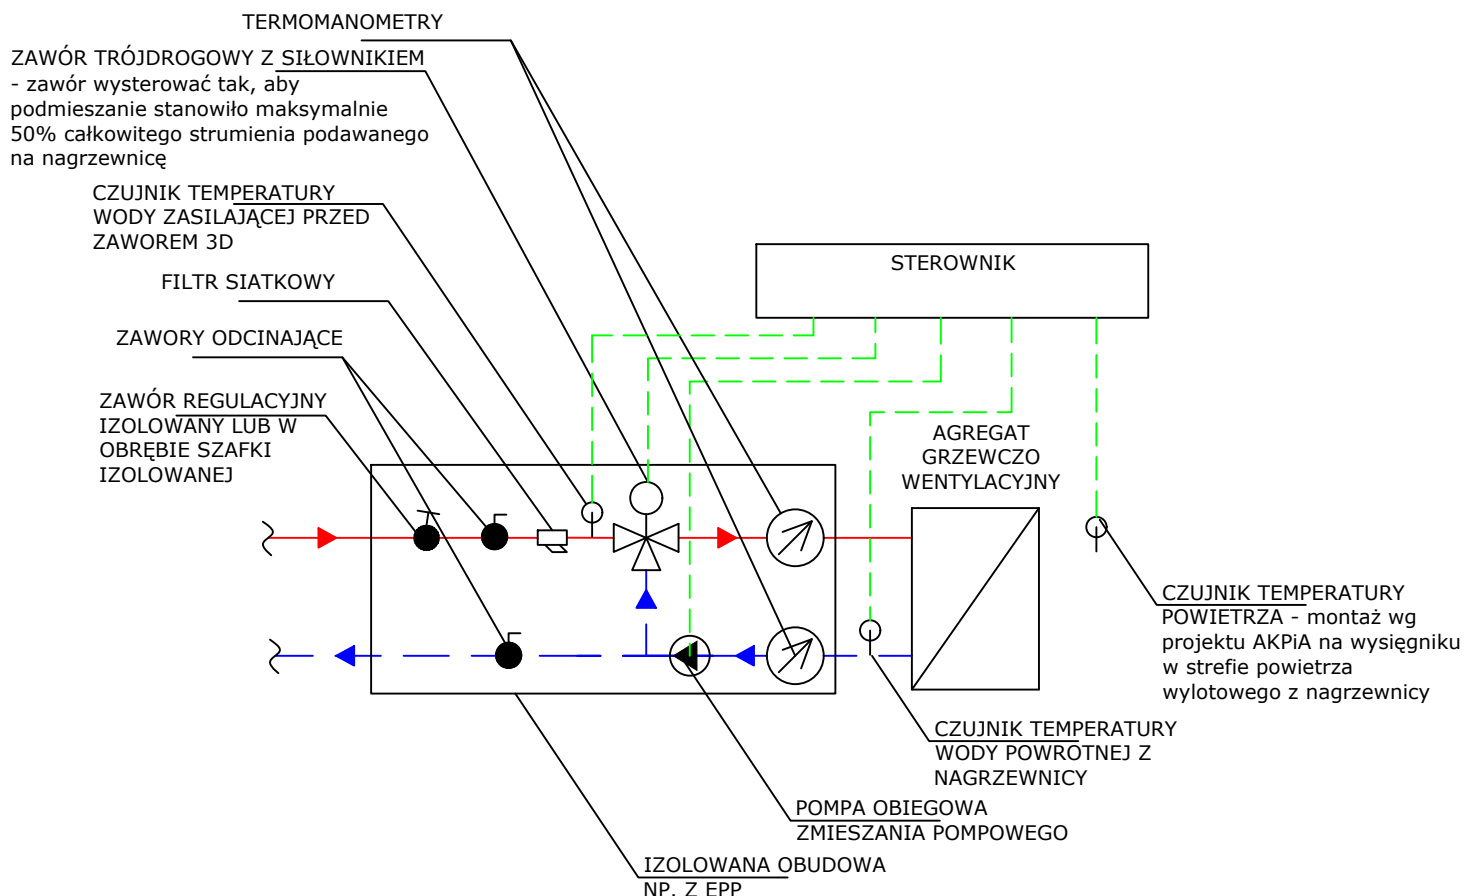 TERMOMANOMETRY
ZAWÓR TRÓJDROGOWY Z SIŁOWNIKIEM
- zawór wysterować tak, aby
podmieszanie stanowiło maksymalnie
50% całkowitego strumienia podawanego
na nagrzewnicę
CZUJNIK TEMPERATURY
WODY ZASILAJĄCEJ PRZED
ZAWOREM 3D
FILTR SIATKOWY
ZAWORY ODCINAJĄCE
ZAWÓR REGULACYJNY
IZOLOWANY LUB W
OBRĘBIE SZAFKI
IZOLOWANEJ
STEROWNIK
AGREGAT
GRZEWCZO
WENTYLACYJNY
CZUJNIK TEMPERATURY
POWIETRZA - montaż wg
projektu AKPiA na wysięgniku
w strefie powietrza
wylotowego z nagrzewnicy
CZUJNIK TEMPERATURY
WODY POWROTNEJ Z
NAGRZEWNICY
POMPA OBIEGOWA
ZMIESZANIA POMPOWEGO
IZOLOWANA OBUDOWA
NP. Z EPP